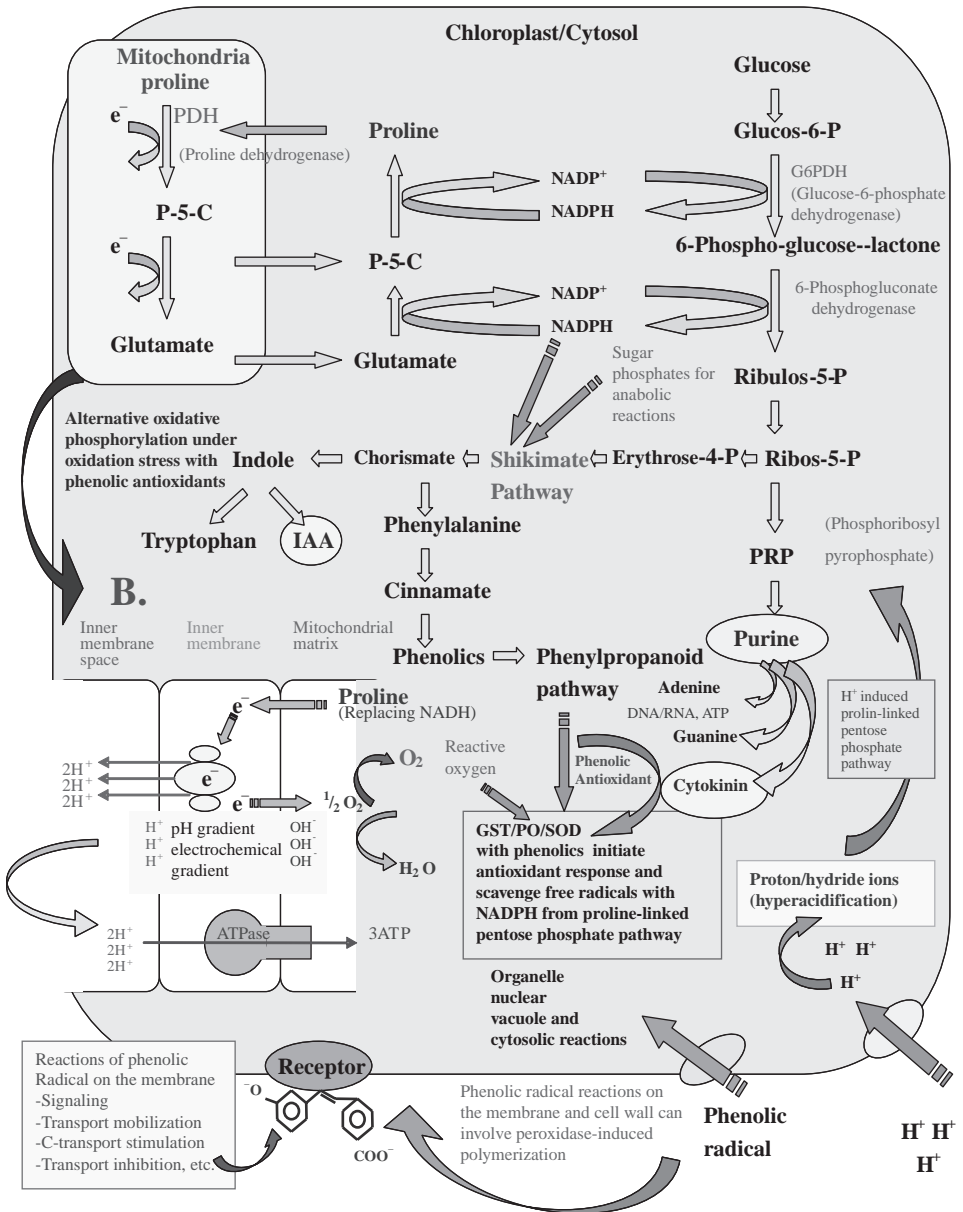 Chloroplast/Cytosol
Mitochondria
proline
e⁻
PDH
(Proline dehydrogenase)
P-5-C
e⁻
Glutamate
Proline
P-5-C
Glutamate
NADP⁺
NADPH
NADP⁺
NADPH
Glucose
Glucos-6-P
G6PDH
(Glucose-6-phosphate
dehydrogenase)
6-Phospho-glucose--lactone
6-Phosphogluconate
dehydrogenase
Sugar
phosphates for
anabolic
reactions
Ribulos-5-P
Alternative oxidative
phosphorylation under
oxidation stress with
phenolic antioxidants
Indole
Chorismate
Shikimate
Pathway
Erythrose-4-P
Ribos-5-P
Tryptophan
IAA
Phenylalanine
(Phosphoribosyl
pyrophosphate)
PRP
Cinnamate
B.
Inner
membrane
space
Inner
membrane
Mitochondrial
matrix
Phenolics
Phenylpropanoid
pathway
Purine
Adenine
DNA/RNA, ATP
Guanine
Cytokinin
H⁺ induced
prolin-linked
pentose
phosphate
pathway
Proline
(Replacing NADH)
e⁻
e⁻
e⁻
2H⁺
2H⁺
2H⁺
½ O₂
O₂
H₂O
Reactive
oxygen
Phenolic
Antioxidant
H⁺ pH gradient OH⁻
H⁺ electrochemical OH⁻
H⁺ gradient OH⁻
GST/PO/SOD
with phenolics initiate
antioxidant response and
scavenge free radicals with
NADPH from proline-linked
pentose phosphate pathway
Proton/hydride ions
(hyperacidification)
2H⁺
2H⁺
2H⁺
ATPase
3ATP
H⁺ H⁺
H⁺
Organelle
nuclear
vacuole and
cytosolic reactions
Reactions of phenolic
Radical on the membrane
-Signaling
-Transport mobilization
-C-transport stimulation
-Transport inhibition, etc.
Receptor
⁻O
COO⁻
Phenolic radical reactions on
the membrane and cell wall can
involve peroxidase-induced
polymerization
Phenolic
radical
H⁺ H⁺
H⁺